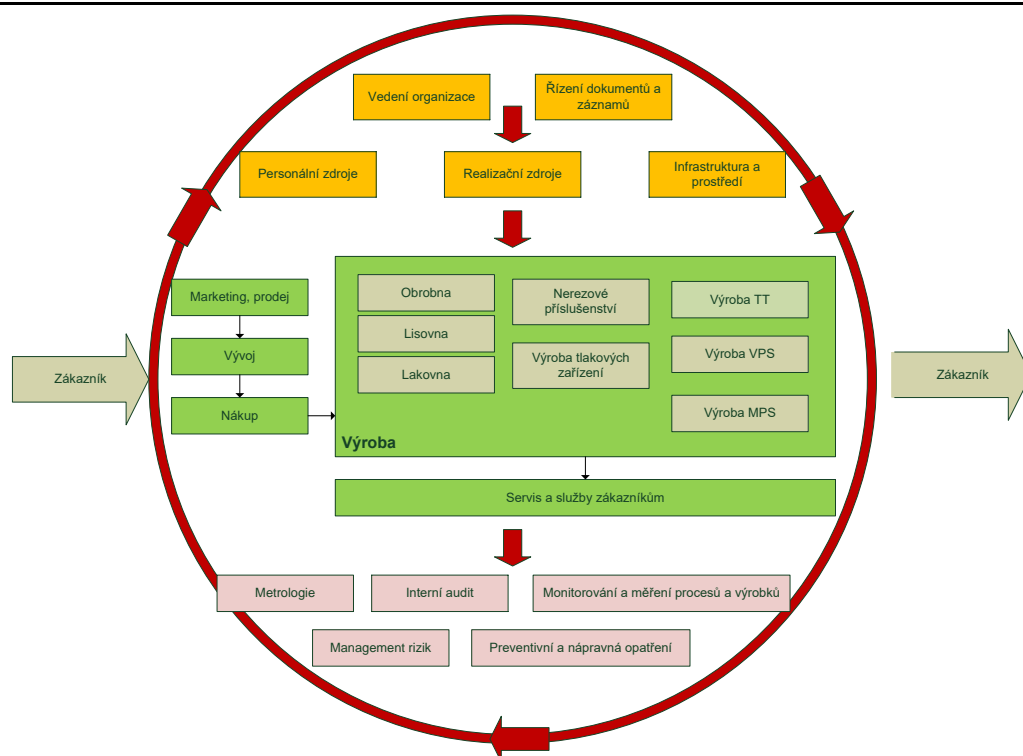 Vedení organizace
Řízení dokumentů a
záznamů
Personální zdroje
Realizační zdroje
Infrastruktura a
prostředí
Marketing, prodej
Vývoj
Nákup
Zákazník
Obrobna
Lisovna
Lakovna
Nerezové
příslušenství
Výroba tlakových
zařízení
Výroba TT
Výroba VPS
Výroba MPS
Výroba
Zákazník
Servis a služby zákazníkům
Metrologie
Interní audit
Monitorování a měření procesů a výrobků
Management rizik
Preventivní a nápravná opatření